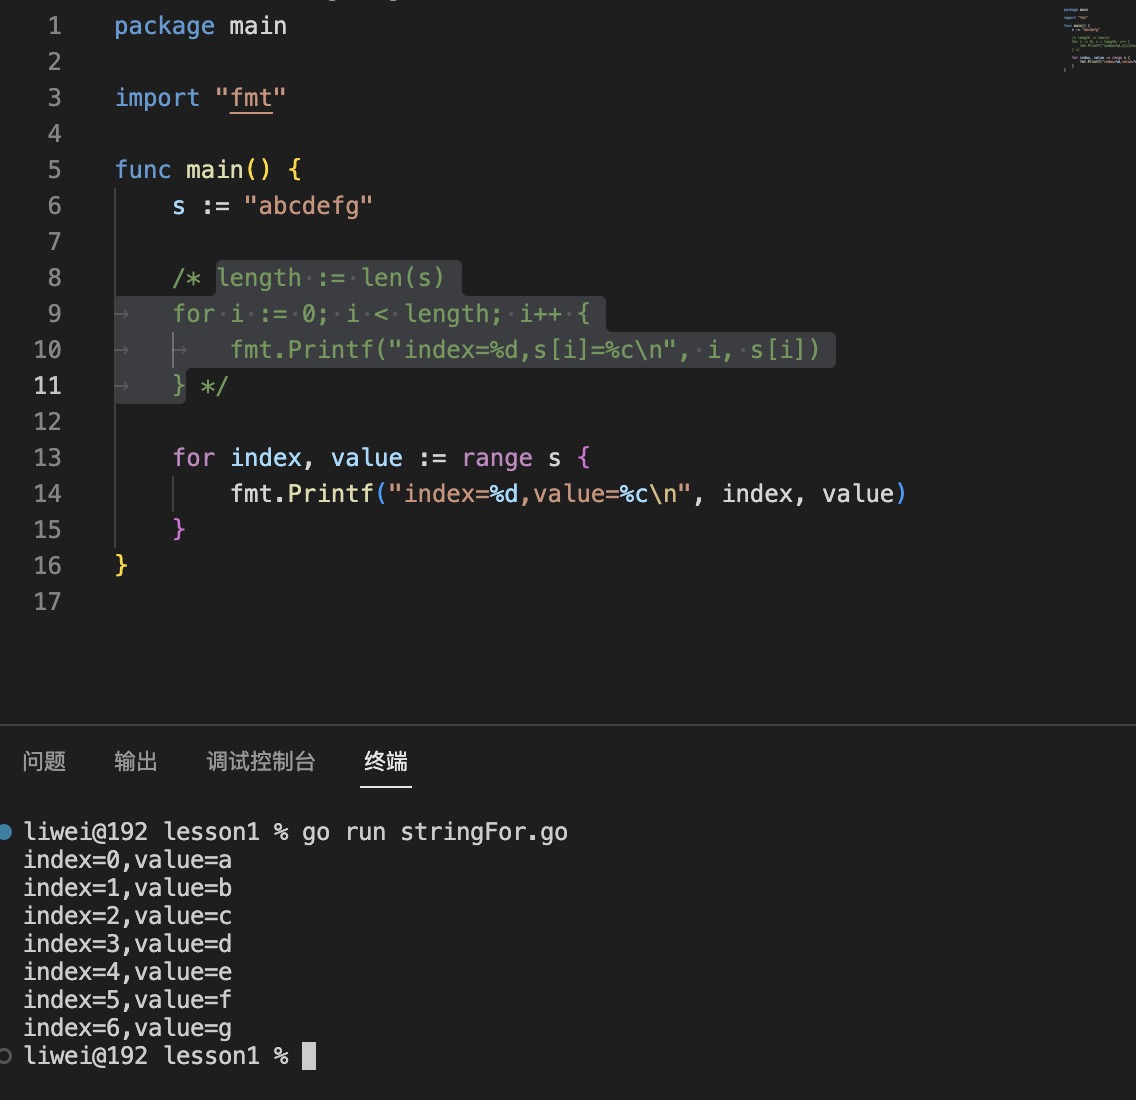 1 package main
2
3 import "fmt"
4
5 func main() {
6 s := "abcdefg"
7
8 /* length := len(s)
9 for i := 0; i < length; i++ {
10 fmt.Printf("index=%d,s[i]=%c\n", i, s[i])
11 } */
12
13 for index, value := range s {
14 fmt.Printf("index=%d,value=%c\n", index, value)
15 }
16 }
17
问题 输出 调试控制台 终端
liwei@192 lesson1 % go run stringFor.go
index=0,value=a
index=1,value=b
index=2,value=c
index=3,value=d
index=4,value=e
index=5,value=f
index=6,value=g
liwei@192 lesson1 %